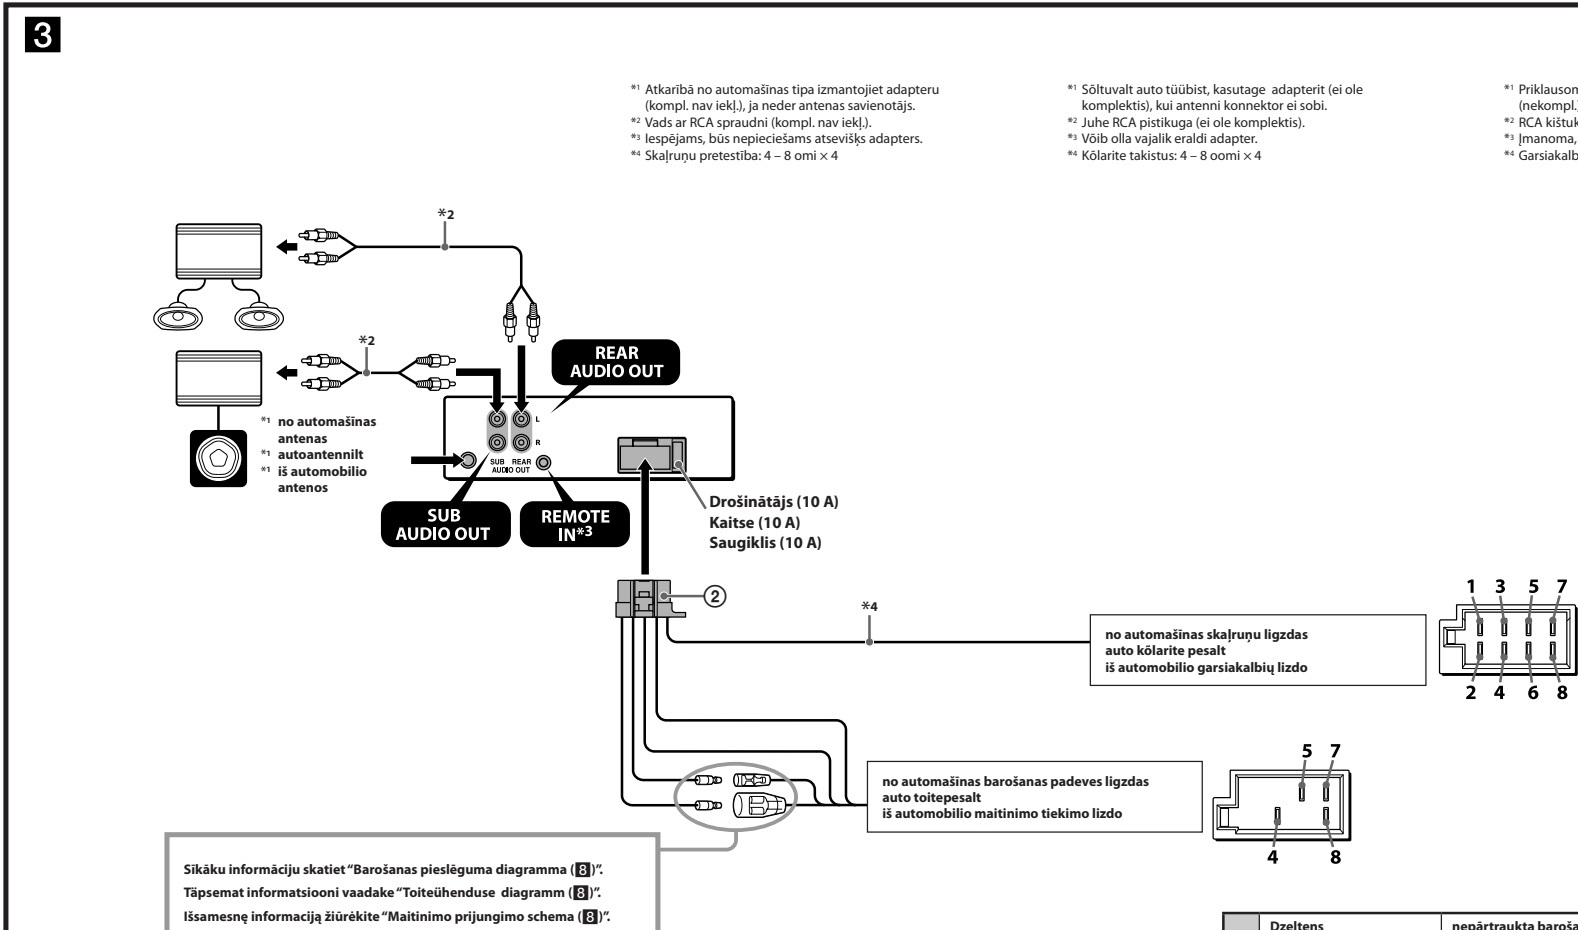 3
*1 Atkarībā no automašīnas tipa izmantojiet adapteru
(kompl. nav iekļ.), ja neder antenas savienotājs.
*2 Vads ar RCA spraudni (kompl. nav iekļ.).
*3 Iespējams, būs nepieciešams atsevišķs adapters.
*4 Skaļruņu pretestība: 4 – 8 omi × 4
*1 Sõltuvalt auto tüübist, kasutage adapterit (ei ole
komplektis), kui antenni konnektor ei sobi.
*2 Juhe RCA pistikuga (ei ole komplektis).
*3 Võib olla vajalik eraldi adapter.
*4 Kõlarite takistus: 4 – 8 oomi × 4
*1 Priklausom
(nekompl.
*2 RCA kištuk
*3 Įmanoma,
*4 Garsiakalb
*2
*2
REAR
AUDIO OUT
*1 no automašīnas
antenas
*1 autoantennilt
*1 iš automobilio
antenos
L
R
SUB REAR
AUDIO OUT
SUB
AUDIO OUT
REMOTE
IN*3
Drošinātājs (10 A)
Kaitse (10 A)
Saugiklis (10 A)
2
*4
no automašīnas skaļruņu ligzdas
auto kõlarite pesalt
iš automobilio garsiakalbių lizdo
1 3 5 7
2 4 6 8
no automašīnas barošanas padeves ligzdas
auto toitepesalt
iš automobilio maitinimo tiekimo lizdo
5 7
4 8
Sīkāku informāciju skatiet “Barošanas pieslēguma diagramma (8)”.
Täpsemat informatsiooni vaadake “Toiteühenduse diagramm (8)”.
Išsamesnę informaciją žiūrėkite “Maitinimo prijungimo schema (8)”.
Dzeltens nepārtraukta baroša